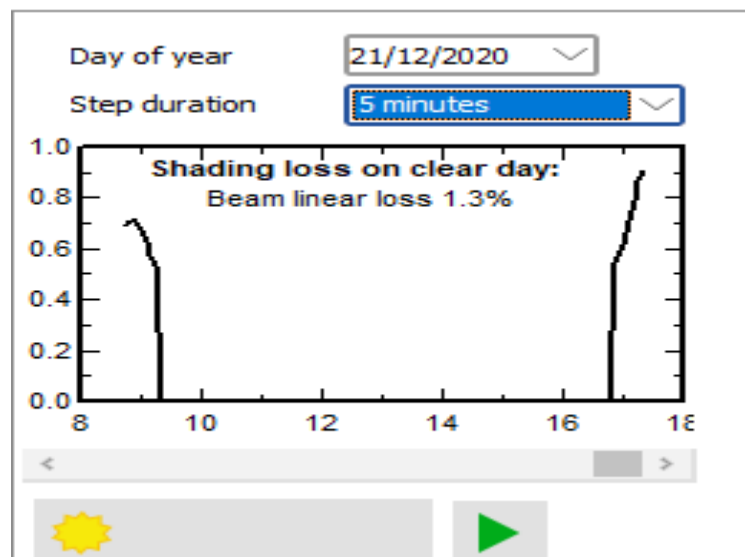 Day of year 21/12/2020
Step duration 5 minutes
1.0
Shading loss on clear day:
0.8
Beam linear loss 1.3%
0.6
0.4
0.2
0.0
8 10 12 14 16 18